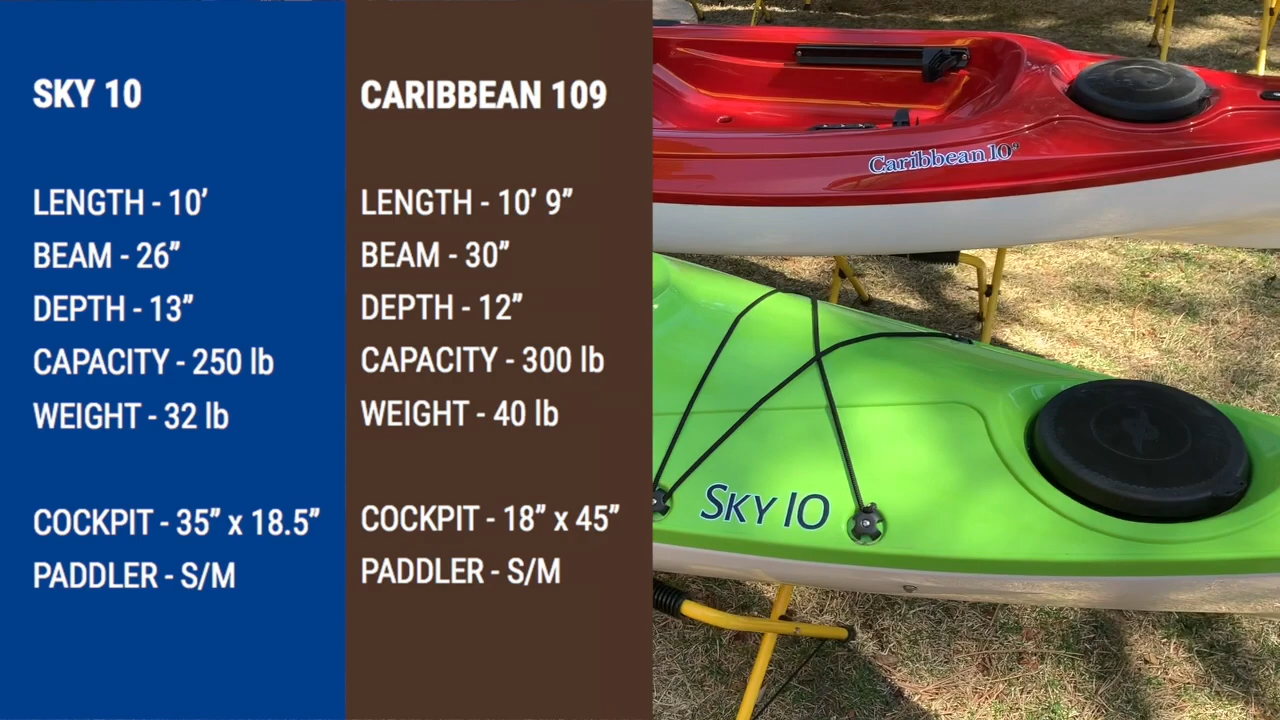 SKY 10
LENGTH - 10’
BEAM - 26”
DEPTH - 13”
CAPACITY - 250 lb
WEIGHT - 32 lb
COCKPIT - 35” x 18.5”
PADDLER - S/M
CARIBBEAN 109
LENGTH - 10’ 9”
BEAM - 30”
DEPTH - 12”
CAPACITY - 300 lb
WEIGHT - 40 lb
COCKPIT - 18” x 45”
PADDLER - S/M
Caribbean 10⁹
SKY 10